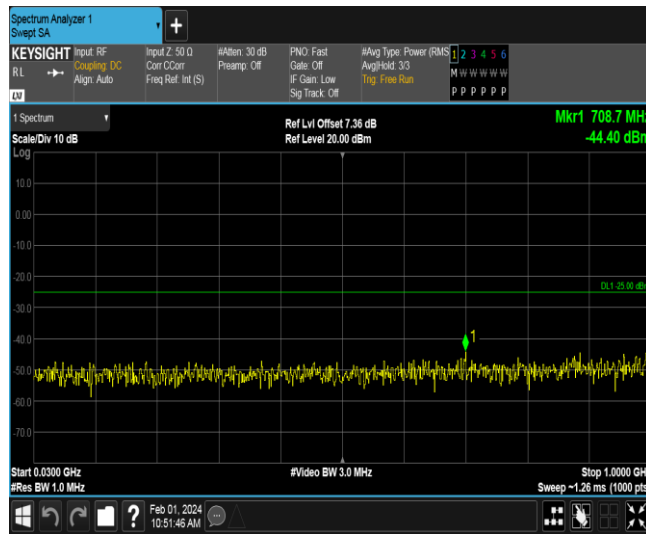 Spectrum Analyzer 1
Swept SA
+
KEYSIGHT
RL
LXI
Input: RF
Coupling: DC
Align: Auto
Input Z: 50 Ω
Corr CCorr
Freq Ref: Int (S)
#Atten: 30 dB
Preamp: Off
PNO: Fast
Gate: Off
IF Gain: Low
Sig Track: Off
#Avg Type: Power (RMS
Avg|Hold: 3/3
Trig: Free Run
1 2 3 4 5 6
M W W W W W
P P P P P P
1 Spectrum
Scale/Div 10 dB
Log
Ref Lvl Offset 7.36 dB
Ref Level 20.00 dBm
Mkr1 708.7 MHz
-44.40 dBm
10.0
0.00
-10.0
-20.0
DL1 -25.00 dBm
-30.0
1
-40.0
-50.0
-60.0
-70.0
Start 0.0300 GHz
#Res BW 1.0 MHz
#Video BW 3.0 MHz
Stop 1.0000 GHz
Sweep ~1.26 ms (1000 pts)
?
Feb 01, 2024
10:51:46 AM